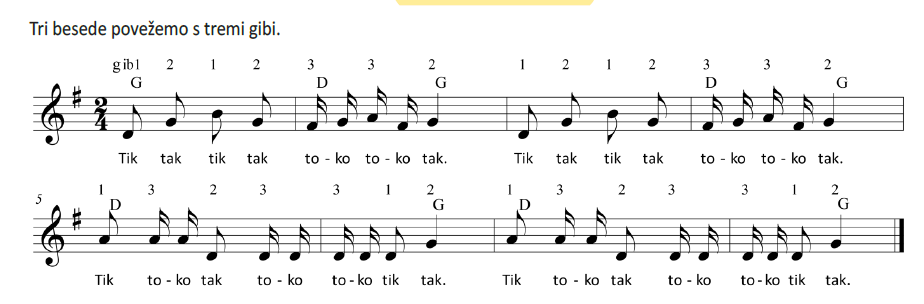 Tri besede povežemo s tremi gibi.
gib1 2 1 2 3 3 2 1 2 1 2 3 3 2
G D G D G
2
4
Tik tak tik tak to - ko to - ko tak. Tik tak tik tak to - ko to - ko tak.
5 1 3 2 3 3 1 2 1 3 2 3 3 1 2
D G D G
Tik to - ko tak to - ko to - ko tik tak. Tik to - ko tak to - ko to - ko tik tak.